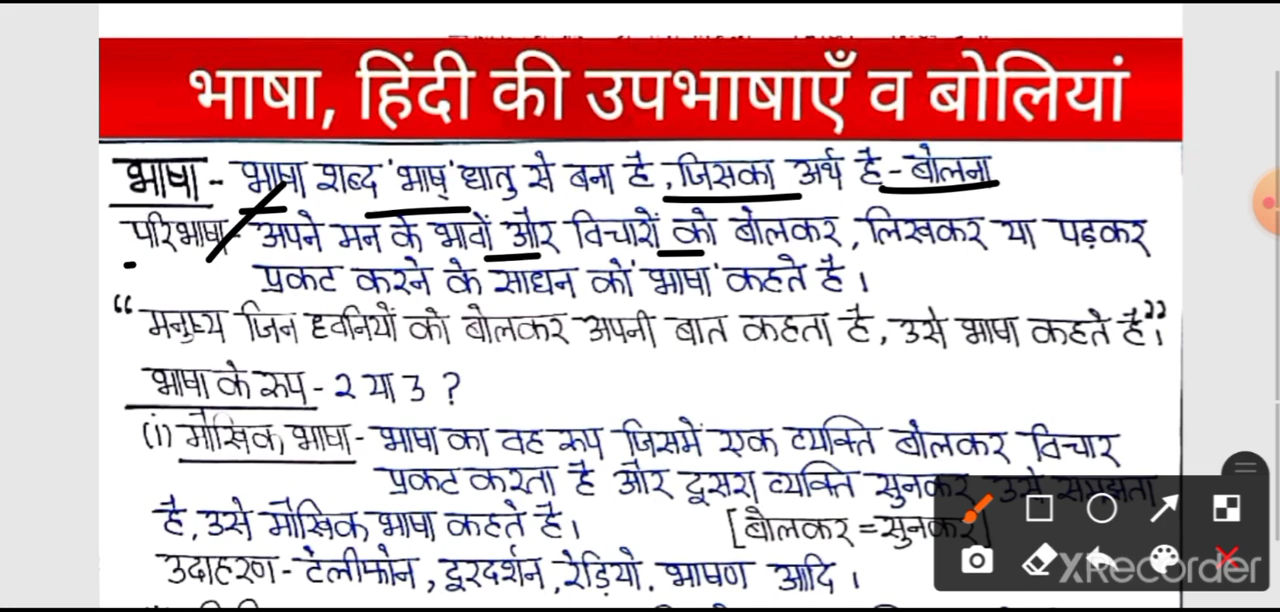 भाषा, हिंदी की उपभाषाएँ व बोलियां
भाषा - भाषा शब्द 'भाष्' धातु से बना है, जिसका अर्थ है - बोलना
परिभाषा - अपने मन के भावों और विचारों को बोलकर, लिखकर या पढ़कर
प्रकट करने के साधन को 'भाषा' कहते है।
“मनुष्य जिन ध्वनियों को बोलकर अपनी बात कहता है, उसे भाषा कहते है”।
भाषा के रूप - 2 या 3 ?
(i) मौखिक भाषा - भाषा का वह रूप जिसमें एक व्यक्ति बोलकर विचार
प्रकट करता है और दूसरा व्यक्ति सुनकर उसे समझता
है, उसे मौखिक भाषा कहते है। [बोलकर = सुनकर]
उदाहरण - टेलीफोन, दूरदर्शन, रेड़ियो. भाषण आदि ।
XRecorder